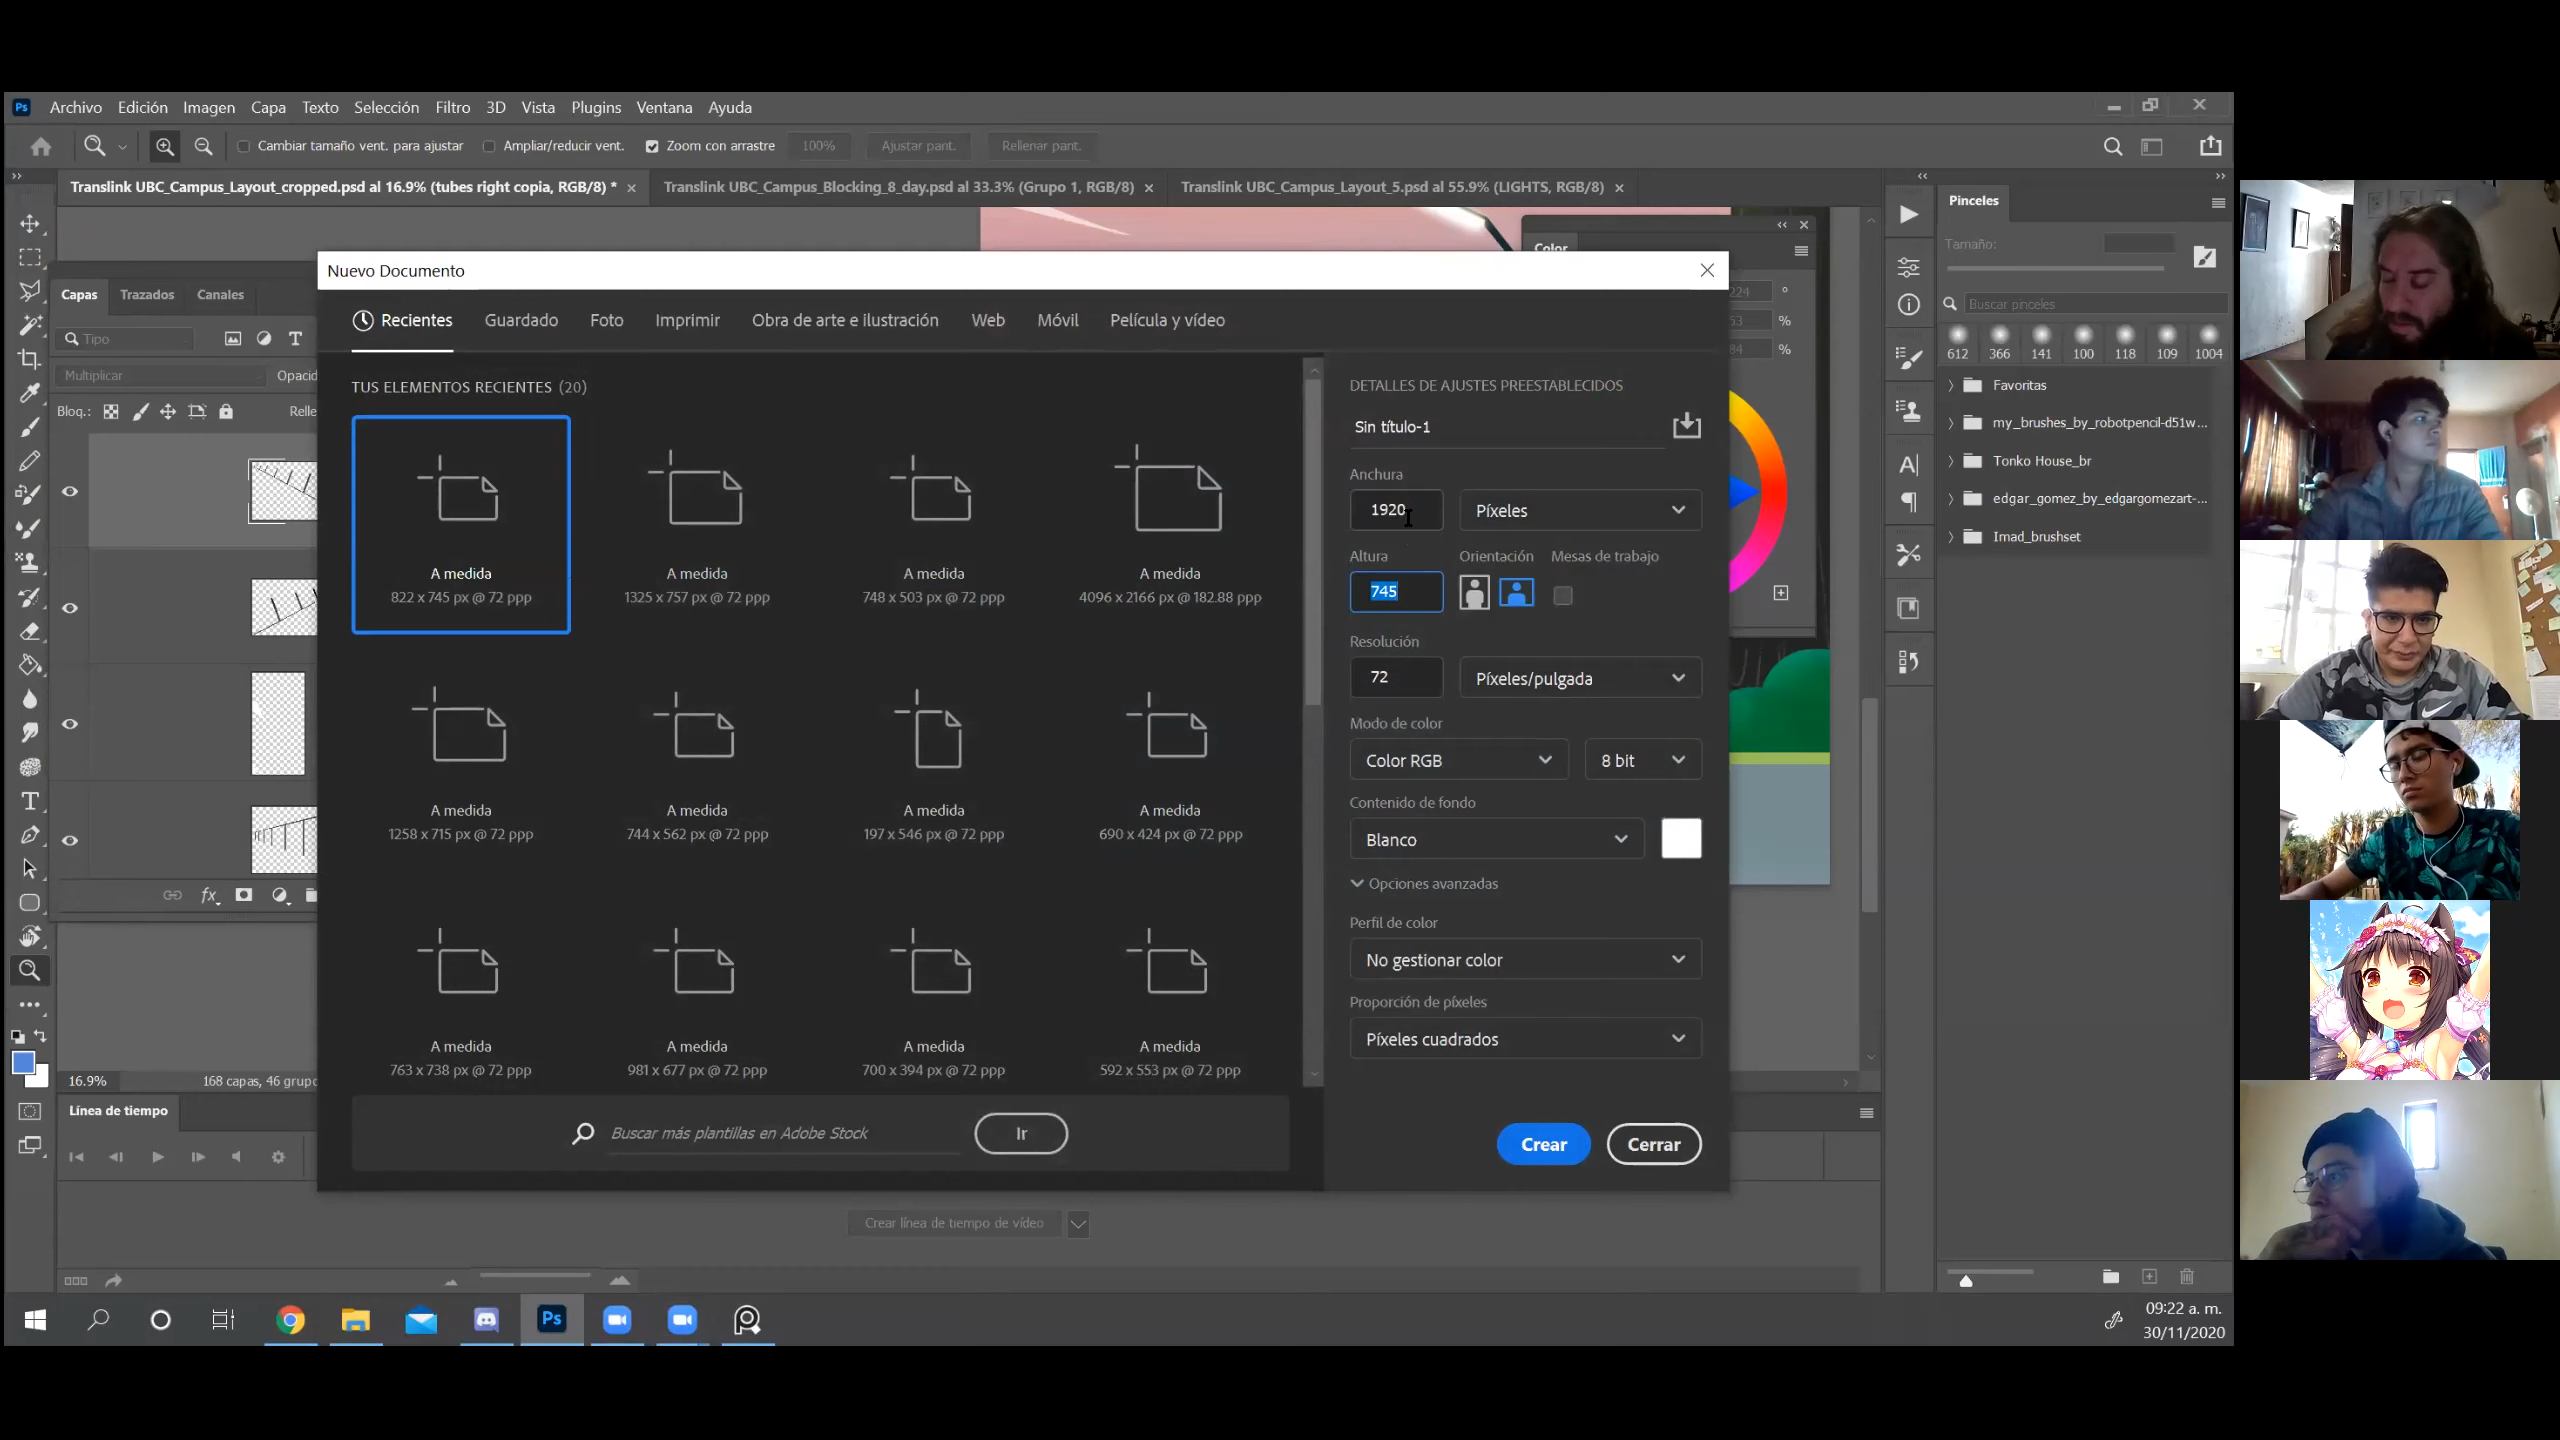 Ps Archivo Edición Imagen Capa Texto Selección Filtro 3D Vista Plugins Ventana Ayuda
Cambiar tamaño vent. para ajustar Ampliar/reducir vent. Zoom con arrastre 100% Ajustar pant. Rellenar pant.
Translink UBC_Campus_Layout_cropped.psd al 16.9% (tubes right copia, RGB/8) *
Translink UBC_Campus_Blocking_8_day.psd al 33.3% (Grupo 1, RGB/8)
Translink UBC_Campus_Layout_5.psd al 55.9% (LIGHTS, RGB/8)
Capas Trazados Canales
Tipo
Multiplicar
Bloq.:
Nuevo Documento
Recientes Guardado Foto Imprimir Obra de arte e ilustración Web Móvil Película y vídeo
TUS ELEMENTOS RECIENTES (20)
A medida
822 x 745 px @ 72 ppp
A medida
1325 x 757 px @ 72 ppp
A medida
748 x 503 px @ 72 ppp
A medida
4096 x 2166 px @ 182.88 ppp
A medida
1258 x 715 px @ 72 ppp
A medida
744 x 562 px @ 72 ppp
A medida
197 x 546 px @ 72 ppp
A medida
690 x 424 px @ 72 ppp
A medida
763 x 738 px @ 72 ppp
A medida
981 x 677 px @ 72 ppp
A medida
700 x 394 px @ 72 ppp
A medida
592 x 553 px @ 72 ppp
Buscar más plantillas en Adobe Stock
Ir
DETALLES DE AJUSTES PREESTABLECIDOS
Sin título-1
Anchura
1920 Píxeles
Altura Orientación Mesas de trabajo
745
Resolución
72 Píxeles/pulgada
Modo de color
Color RGB 8 bit
Contenido de fondo
Blanco
Opciones avanzadas
Perfil de color
No gestionar color
Proporción de píxeles
Píxeles cuadrados
Crear Cerrar
Color
%
%
Pinceles
Tamaño:
Buscar pinceles
612 366 141 100 118 109 1004
Favoritas
my_brushes_by_robotpencil-d51w...
Tonko House_br
edgar_gomez_by_edgargomezart-...
Imad_brushset
16.9% 168 capas, 46 grupo
Línea de tiempo
Crear línea de tiempo de vídeo
Ps
09:22 a. m.
30/11/2020